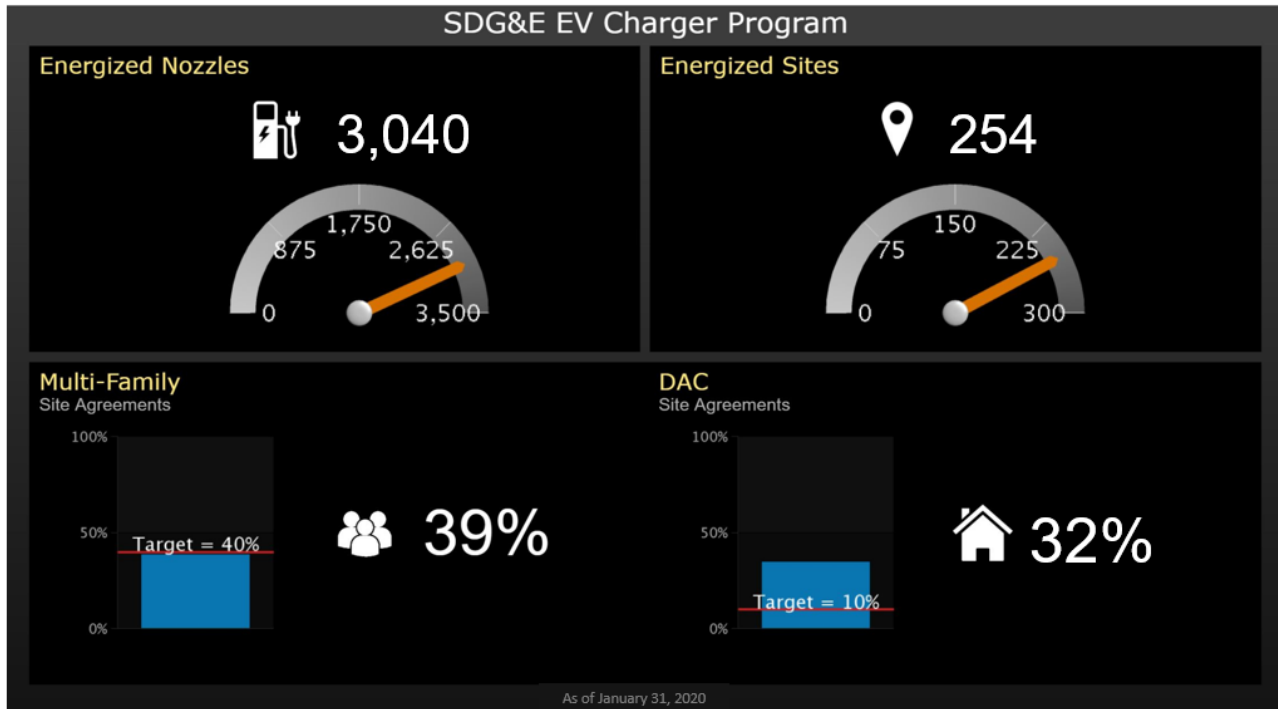 SDG&E EV Charger Program
Energized Nozzles
3,040
1,750
875
2,625
0
3,500
Energized Sites
254
150
75
225
0
300
Multi-Family
Site Agreements
100%
50%
Target = 40%
0%
39%
DAC
Site Agreements
100%
50%
Target = 10%
0%
32%
As of January 31, 2020